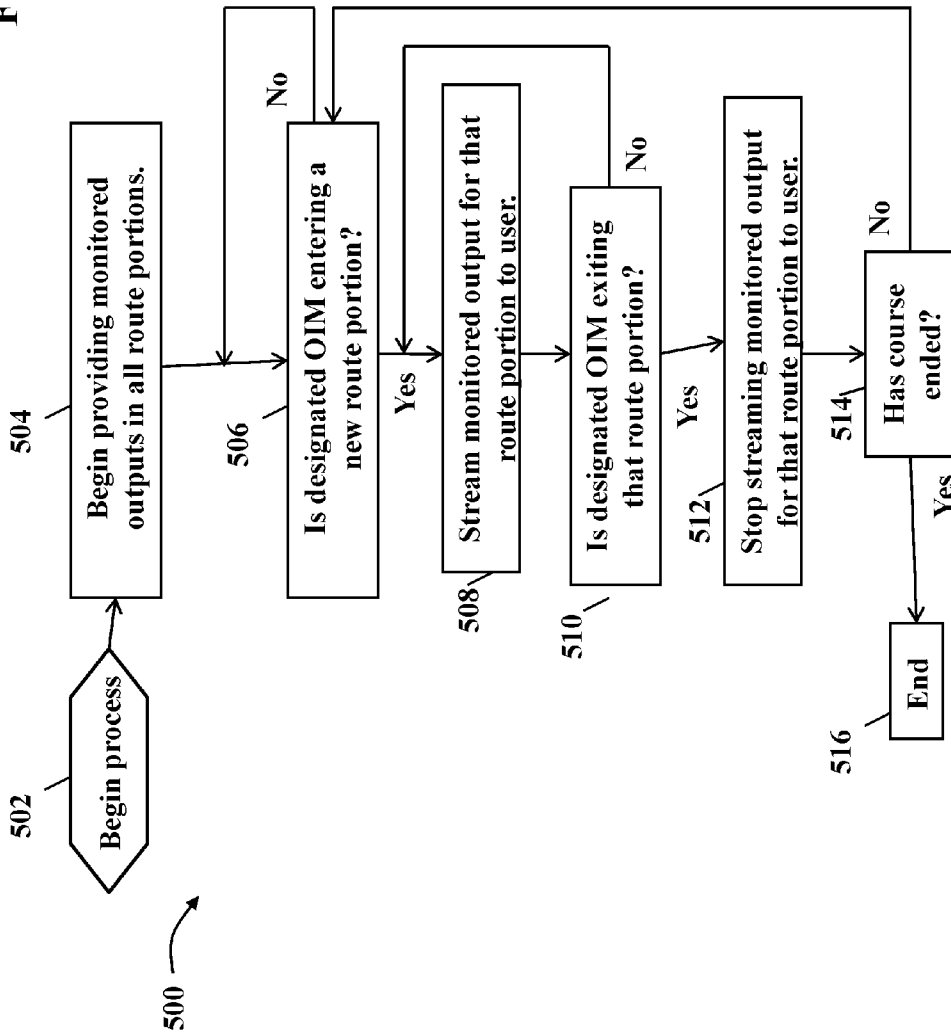 500
502
Begin process
504
Begin providing monitored
outputs in all route portions.
506
Is designated OIM entering a
new route portion?
No
Yes
508
Stream monitored output for that
route portion to user.
510
Is designated OIM exiting
that route portion?
No
Yes
512
Stop streaming monitored output
for that route portion to user.
514
Has course
ended?
No
Yes
516
End